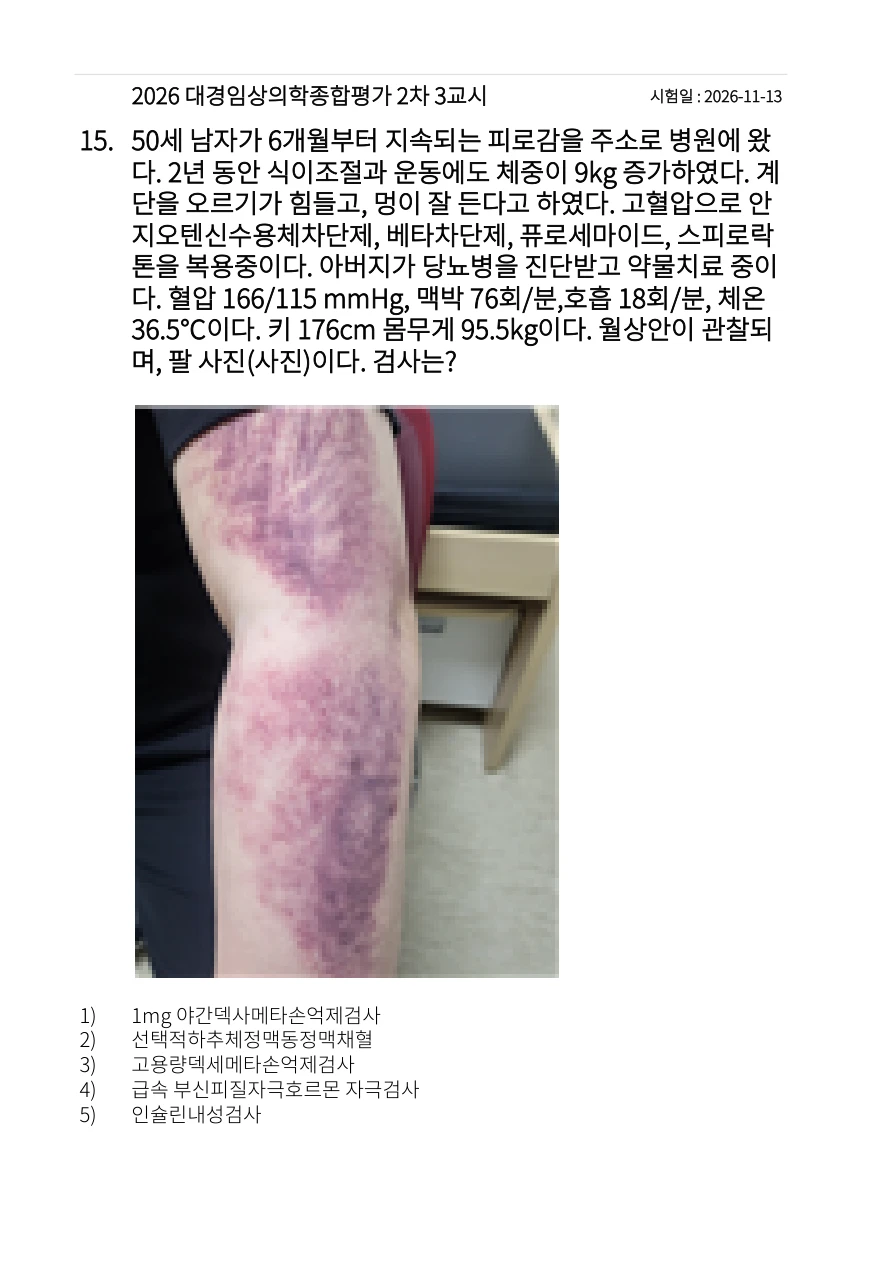 2026 대경임상의학종합평가 2차 3교시
시험일 : 2026-11-13
15. 50세 남자가 6개월부터 지속되는 피로감을 주소로 병원에 왔
다. 2년 동안 식이조절과 운동에도 체중이 9kg 증가하였다. 계
단을 오르기가 힘들고, 멍이 잘 든다고 하였다. 고혈압으로 안
지오텐신수용체차단제, 베타차단제, 퓨로세마이드, 스피로락
톤을 복용중이다. 아버지가 당뇨병을 진단받고 약물치료 중이
다. 혈압 166/115 mmHg, 맥박 76회/분,호흡 18회/분, 체온
36.5°C이다. 키 176cm 몸무게 95.5kg이다. 월상안이 관찰되
며, 팔 사진(사진)이다. 검사는?
1) 1mg 야간덱사메타손억제검사
2) 선택적하추체정맥동정맥채혈
3) 고용량덱세메타손억제검사
4) 급속 부신피질자극호르몬 자극검사
5) 인슐린내성검사